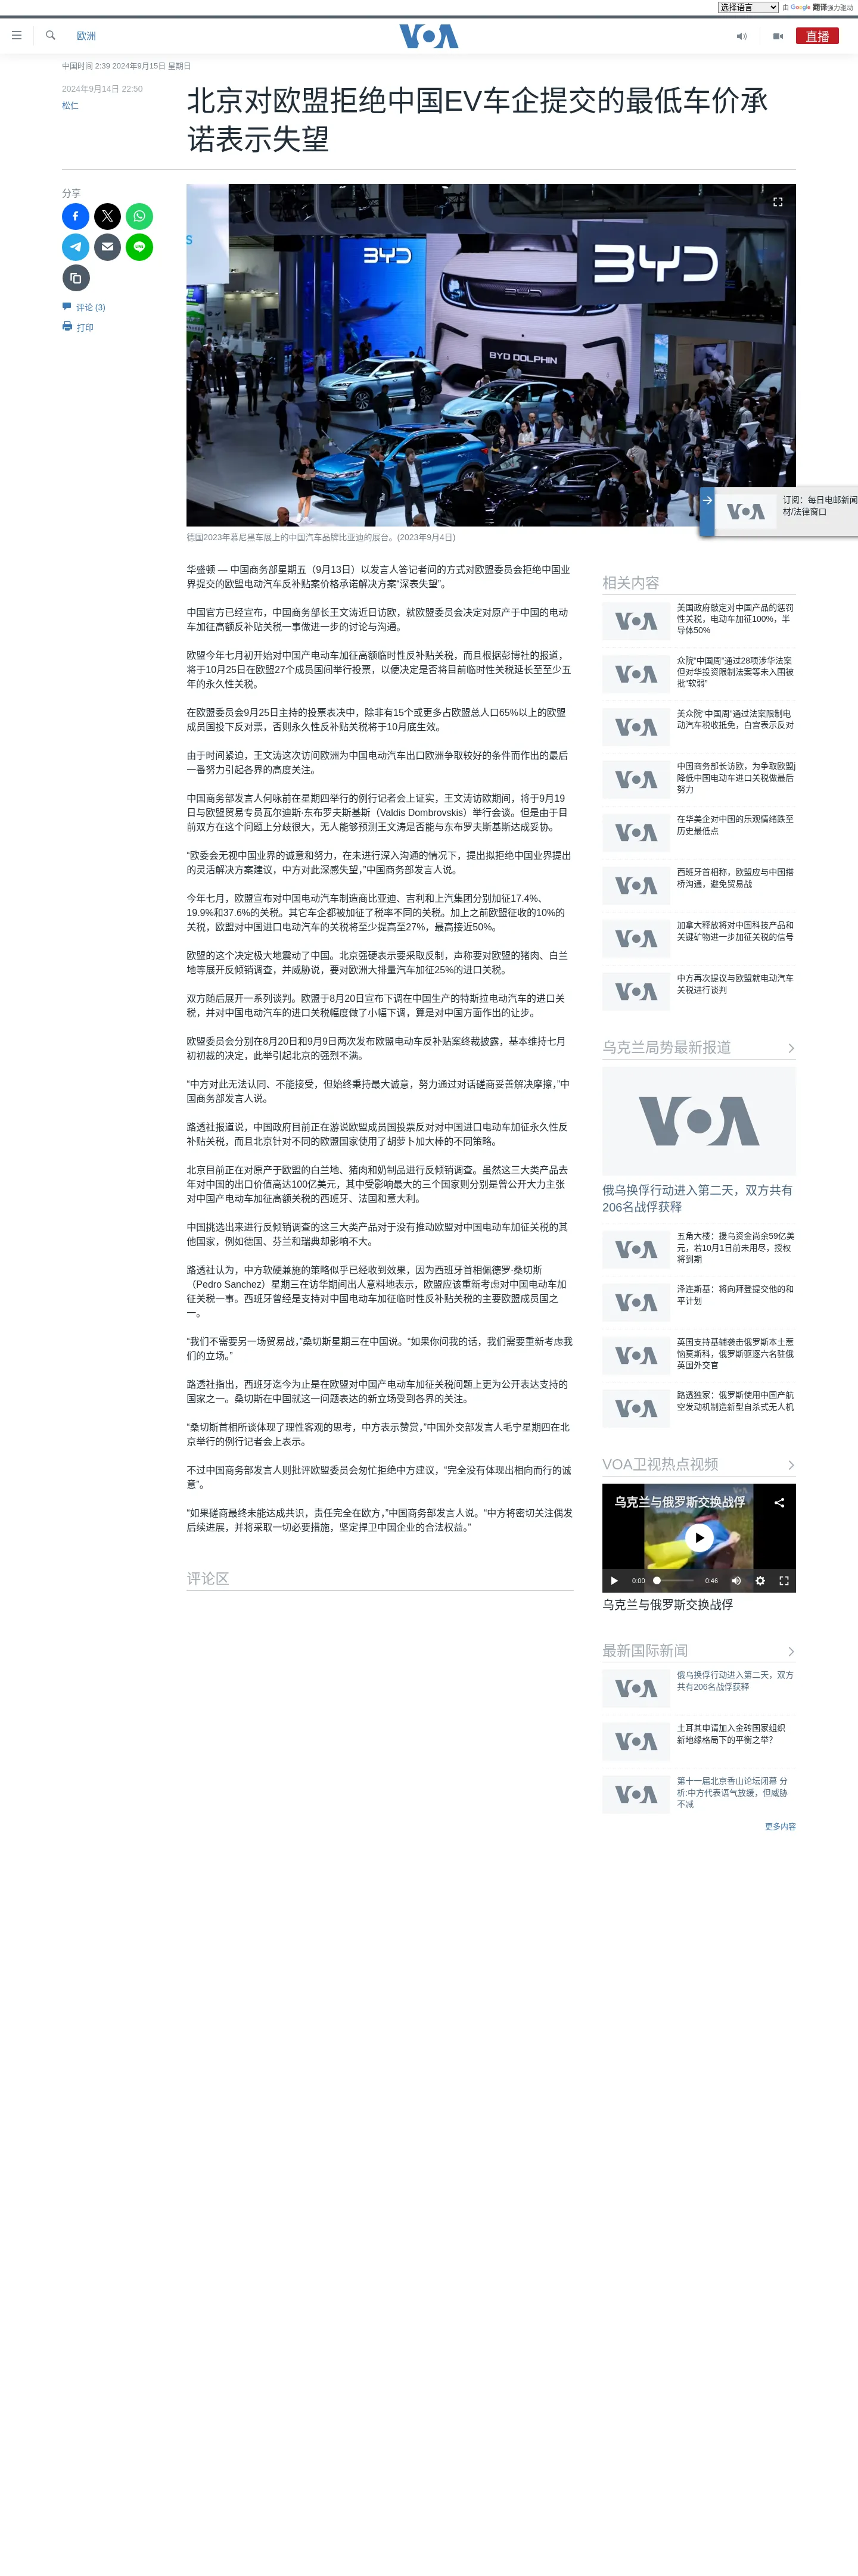 选择语言 由 Google 翻译强力驱动
欧洲
VOA
直播
中国时间 2:39 2024年9月15日 星期日
2024年9月14日 22:50
松仁
北京对欧盟拒绝中国EV车企提交的最低车价承
诺表示失望
分享
评论 (3)
打印
BYD
BYD
BYD DOLPHIN
德国2023年慕尼黑车展上的中国汽车品牌比亚迪的展台。(2023年9月4日)
VOA
订阅：每日电邮新闻
材/法律窗口
华盛顿 — 中国商务部星期五（9月13日）以发言人答记者问的方式对欧盟委员会拒绝中国业
界提交的欧盟电动汽车反补贴案价格承诺解决方案“深表失望”。
中国官方已经宣布，中国商务部长王文涛近日访欧，就欧盟委员会决定对原产于中国的电动
车加征高额反补贴关税一事做进一步的讨论与沟通。
欧盟今年七月初开始对中国产电动车加征高额临时性反补贴关税，而且根据彭博社的报道，
将于10月25日在欧盟27个成员国间举行投票，以便决定是否将目前临时性关税延长至至少五
年的永久性关税。
在欧盟委员会9月25日主持的投票表决中，除非有15个或更多占欧盟总人口65%以上的欧盟
成员国投下反对票，否则永久性反补贴关税将于10月底生效。
由于时间紧迫，王文涛这次访问欧洲为中国电动汽车出口欧洲争取较好的条件而作出的最后
一番努力引起各界的高度关注。
中国商务部发言人何咏前在星期四举行的例行记者会上证实，王文涛访欧期间，将于9月19
日与欧盟贸易专员瓦尔迪斯·东布罗夫斯基斯（Valdis Dombrovskis）举行会谈。但是由于目
前双方在这个问题上分歧很大，无人能够预测王文涛是否能与东布罗夫斯基斯达成妥协。
“欧委会无视中国业界的诚意和努力，在未进行深入沟通的情况下，提出拟拒绝中国业界提出
的灵活解决方案建议，中方对此深感失望，”中国商务部发言人说。
今年七月，欧盟宣布对中国电动汽车制造商比亚迪、吉利和上汽集团分别加征17.4%、
19.9%和37.6%的关税。其它车企都被加征了税率不同的关税。加上之前欧盟征收的10%的
关税，欧盟对中国进口电动汽车的关税将至少提高至27%，最高接近50%。
欧盟的这个决定极大地震动了中国。北京强硬表示要采取反制，声称要对欧盟的猪肉、白兰
地等展开反倾销调查，并威胁说，要对欧洲大排量汽车加征25%的进口关税。
双方随后展开一系列谈判。欧盟于8月20日宣布下调在中国生产的特斯拉电动汽车的进口关
税，并对中国电动汽车的进口关税幅度做了小幅下调，算是对中国方面作出的让步。
欧盟委员会分别在8月20日和9月9日两次发布欧盟电动车反补贴案终裁披露，基本维持七月
初初裁的决定，此举引起北京的强烈不满。
“中方对此无法认同、不能接受，但始终秉持最大诚意，努力通过对话磋商妥善解决摩擦，”中
国商务部发言人说。
路透社报道说，中国政府目前正在游说欧盟成员国投票反对对中国进口电动车加征永久性反
补贴关税，而且北京针对不同的欧盟国家使用了胡萝卜加大棒的不同策略。
北京目前正在对原产于欧盟的白兰地、猪肉和奶制品进行反倾销调查。虽然这三大类产品去
年对中国的出口价值高达100亿美元，其中受影响最大的三个国家则分别是曾公开大力主张
对中国产电动车加征高额关税的西班牙、法国和意大利。
中国挑选出来进行反倾销调查的这三大类产品对于没有推动欧盟对中国电动车加征关税的其
他国家，例如德国、芬兰和瑞典却影响不大。
路透社认为，中方软硬兼施的策略似乎已经收到效果，因为西班牙首相佩德罗·桑切斯
（Pedro Sanchez）星期三在访华期间出人意料地表示，欧盟应该重新考虑对中国电动车加
征关税一事。西班牙曾经是支持对中国电动车加征临时性反补贴关税的主要欧盟成员国之
一。
“我们不需要另一场贸易战，”桑切斯星期三在中国说。“如果你问我的话，我们需要重新考虑我
们的立场。”
路透社指出，西班牙迄今为止是在欧盟对中国产电动车加征关税问题上更为公开表达支持的
国家之一。桑切斯在中国就这一问题表达的新立场受到各界的关注。
“桑切斯首相所谈体现了理性客观的思考，中方表示赞赏，”中国外交部发言人毛宁星期四在北
京举行的例行记者会上表示。
不过中国商务部发言人则批评欧盟委员会匆忙拒绝中方建议，“完全没有体现出相向而行的诚
意”。
“如果磋商最终未能达成共识，责任完全在欧方，”中国商务部发言人说。“中方将密切关注偶发
后续进展，并将采取一切必要措施，坚定捍卫中国企业的合法权益。”
评论区
相关内容
美国政府敲定对中国产品的惩罚
性关税，电动车加征100%，半
导体50%
众院“中国周”通过28项涉华法案
但对华投资限制法案等未入围被
批“软弱”
美众院“中国周”通过法案限制电
动汽车税收抵免，白宫表示反对
中国商务部长访欧，为争取欧盟j
降低中国电动车进口关税做最后
努力
在华美企对中国的乐观情绪跌至
历史最低点
西班牙首相称，欧盟应与中国搭
桥沟通，避免贸易战
加拿大释放将对中国科技产品和
关键矿物进一步加征关税的信号
中方再次提议与欧盟就电动汽车
关税进行谈判
乌克兰局势最新报道
VOA
俄乌换俘行动进入第二天，双方共有
206名战俘获释
五角大楼：援乌资金尚余59亿美
元，若10月1日前未用尽，授权
将到期
泽连斯基：将向拜登提交他的和
平计划
英国支持基辅袭击俄罗斯本土惹
恼莫斯科，俄罗斯驱逐六名驻俄
英国外交官
路透独家：俄罗斯使用中国产航
空发动机制造新型自杀式无人机
VOA卫视热点视频
乌克兰与俄罗斯交换战俘
0:00 0:46
乌克兰与俄罗斯交换战俘
最新国际新闻
俄乌换俘行动进入第二天，双方
共有206名战俘获释
土耳其申请加入金砖国家组织
新地缘格局下的平衡之举?
第十一届北京香山论坛闭幕 分
析:中方代表语气放缓，但威胁
不减
更多内容